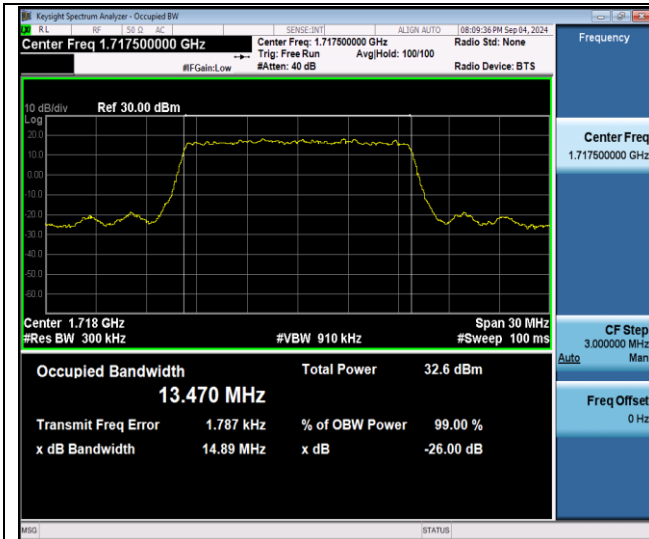 Keysight Spectrum Analyzer - Occupied BW
RL RF 50 Ω AC SENSE:INT ALIGN AUTO 08:09:36 PM Sep 04, 2024
Center Freq 1.717500000 GHz
Center Freq: 1.717500000 GHz
Radio Std: None
Trig: Free Run Avg|Hold: 100/100
#IFGain:Low
#Atten: 40 dB
Radio Device: BTS
10 dB/div Ref 30.00 dBm
Log
20.0
10.0
0.00
-10.0
-20.0
-30.0
-40.0
-50.0
-60.0
Center 1.718 GHz Span 30 MHz
#Res BW 300 kHz #VBW 910 kHz #Sweep 100 ms
Occupied Bandwidth Total Power 32.6 dBm
13.470 MHz
Transmit Freq Error 1.787 kHz % of OBW Power 99.00 %
x dB Bandwidth 14.89 MHz x dB -26.00 dB
MSG STATUS
Frequency
Center Freq
1.717500000 GHz
CF Step
3.000000 MHz
Auto Man
Freq Offset
0 Hz